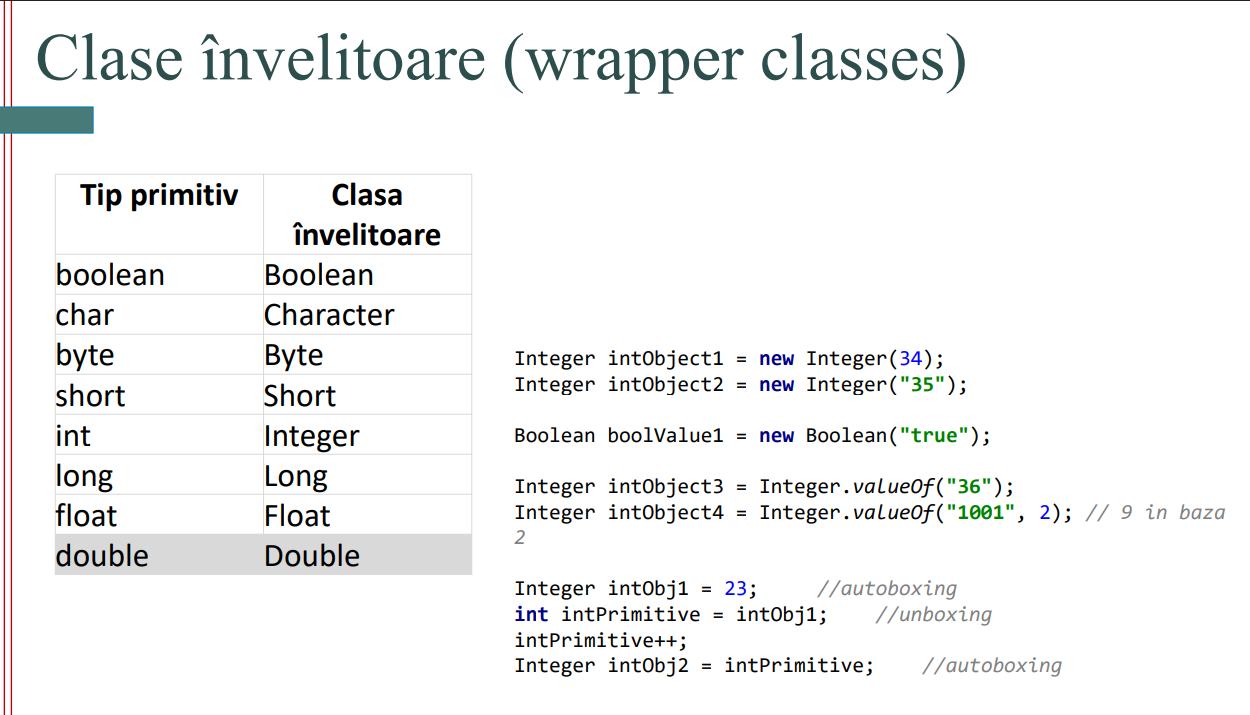 Clase învelitoare (wrapper classes)
Tip primitiv Clasa
învelitoare
boolean Boolean
char Character
byte Byte
short Short
int Integer
long Long
float Float
double Double
Integer intObject1 = new Integer(34);
Integer intObject2 = new Integer("35");
Boolean boolValue1 = new Boolean("true");
Integer intObject3 = Integer.valueOf("36");
Integer intObject4 = Integer.valueOf("1001", 2); // 9 in baza
2
Integer intObj1 = 23; //autoboxing
int intPrimitive = intObj1; //unboxing
intPrimitive++;
Integer intObj2 = intPrimitive; //autoboxing